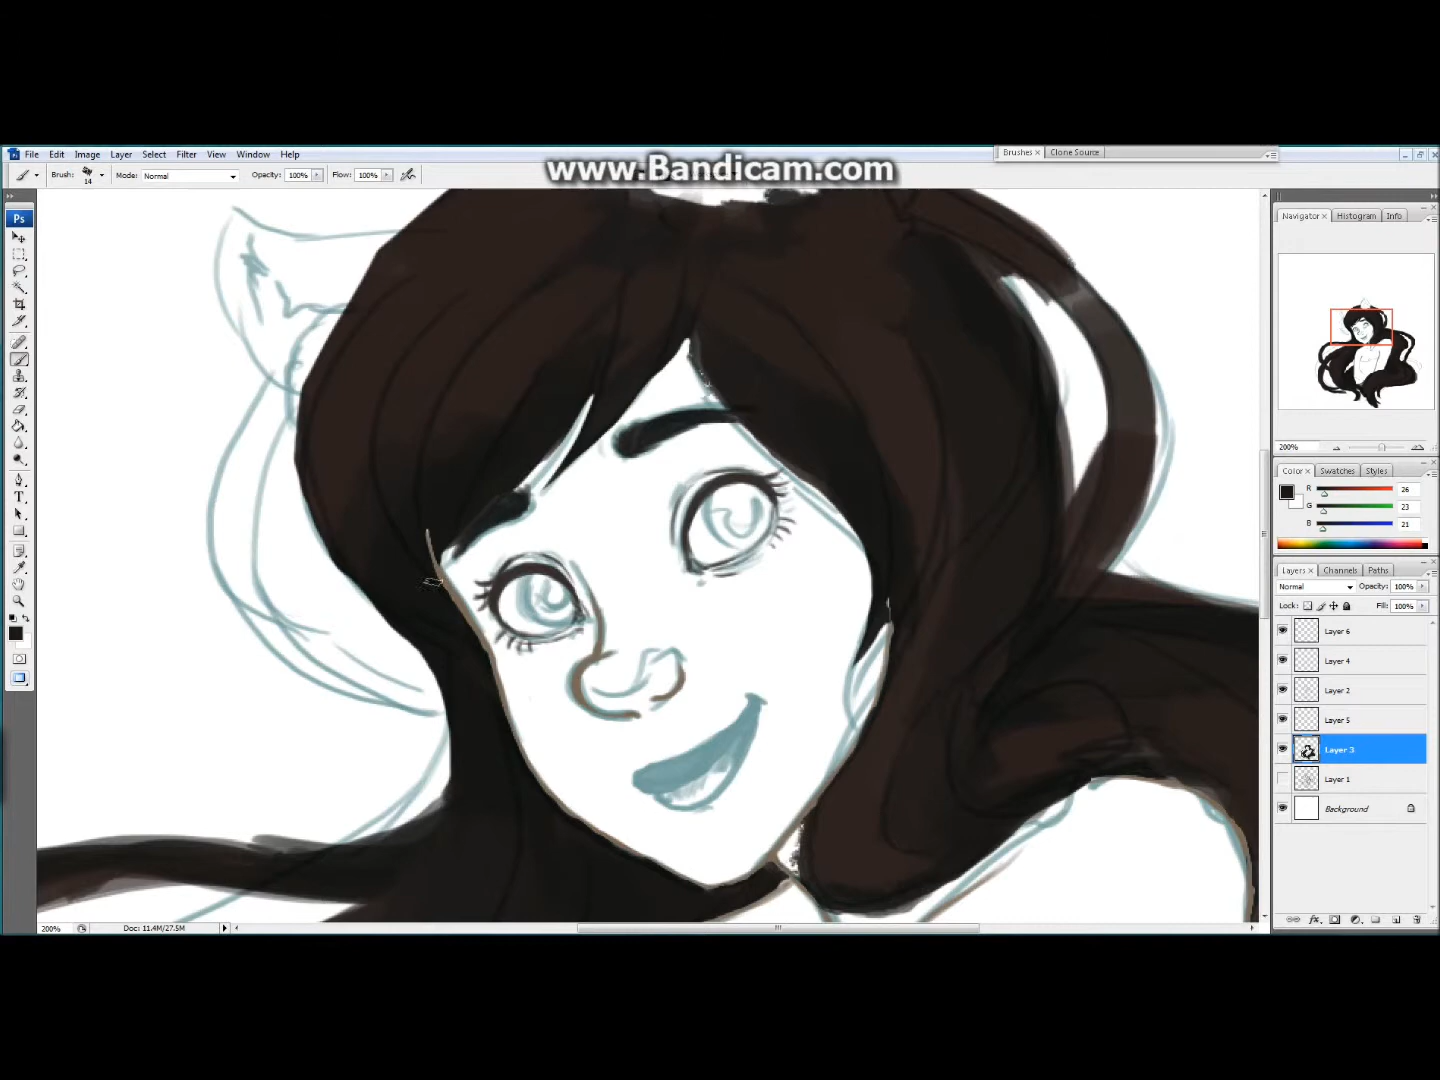 File Edit Image Layer Select Filter View Window Help
Brushes × Clone Source
www.Bandicam.com
Brush: 14 Mode: Normal Opacity: 100% Flow: 100%
Ps
Navigator × Histogram Info
200%
Color × Swatches Styles
R 26
G 23
B 21
Layers × Channels Paths
Normal Opacity: 100%
Lock: Fill: 100%
Layer 6
Layer 4
Layer 2
Layer 5
Layer 3
Layer 1
Background
200% Doc: 11.4M/27.5M